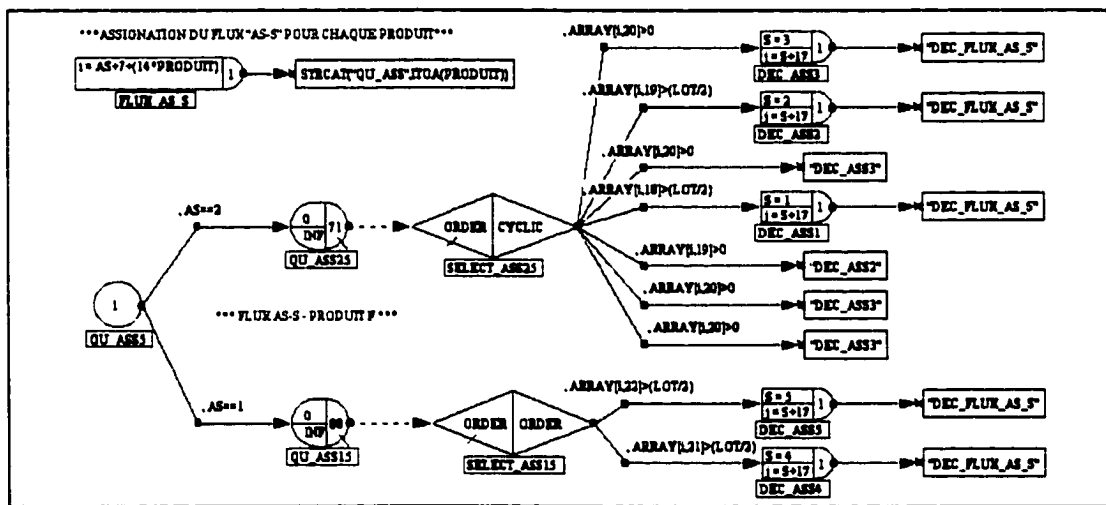 ***ASSIGNATION DU FLUX "AS-S" POUR CHAQUE PRODUIT***
i = AS+7+(14*PRODUIT) 1
FLUX_AS_S
STRCAT("QU_ASS",ITOA(PRODUIT))
.ARRAY[i,20]>0
S = 3
j = S+17
1
DEC_ASS3
"DEC_FLUX_AS_S"
.ARRAY[i,19]>(LOT/2)
S = 2
j = S+17
1
DEC_ASS2
"DEC_FLUX_AS_S"
.ARRAY[i,20]>0
"DEC_ASS3"
.ARRAY[i,18]>(LOT/2)
S = 1
j = S+17
1
DEC_ASS1
"DEC_FLUX_AS_S"
.ARRAY[i,19]>0
"DEC_ASS2"
.ARRAY[i,20]>0
"DEC_ASS3"
.ARRAY[i,20]>0
"DEC_ASS3"
.AS==2
0
INF
71
QU_ASS25
ORDER CYCLIC
SELECT_ASS25
1
QU_ASS5
*** FLUX AS-S - PRODUIT F ***
.AS==1
0
INF
88
QU_ASS15
ORDER ORDER
SELECT_ASS15
.ARRAY[i,22]>(LOT/2)
S = 5
j = S+17
1
DEC_ASS5
"DEC_FLUX_AS_S"
.ARRAY[i,21]>(LOT/2)
S = 4
j = S+17
1
DEC_ASS4
"DEC_FLUX_AS_S"